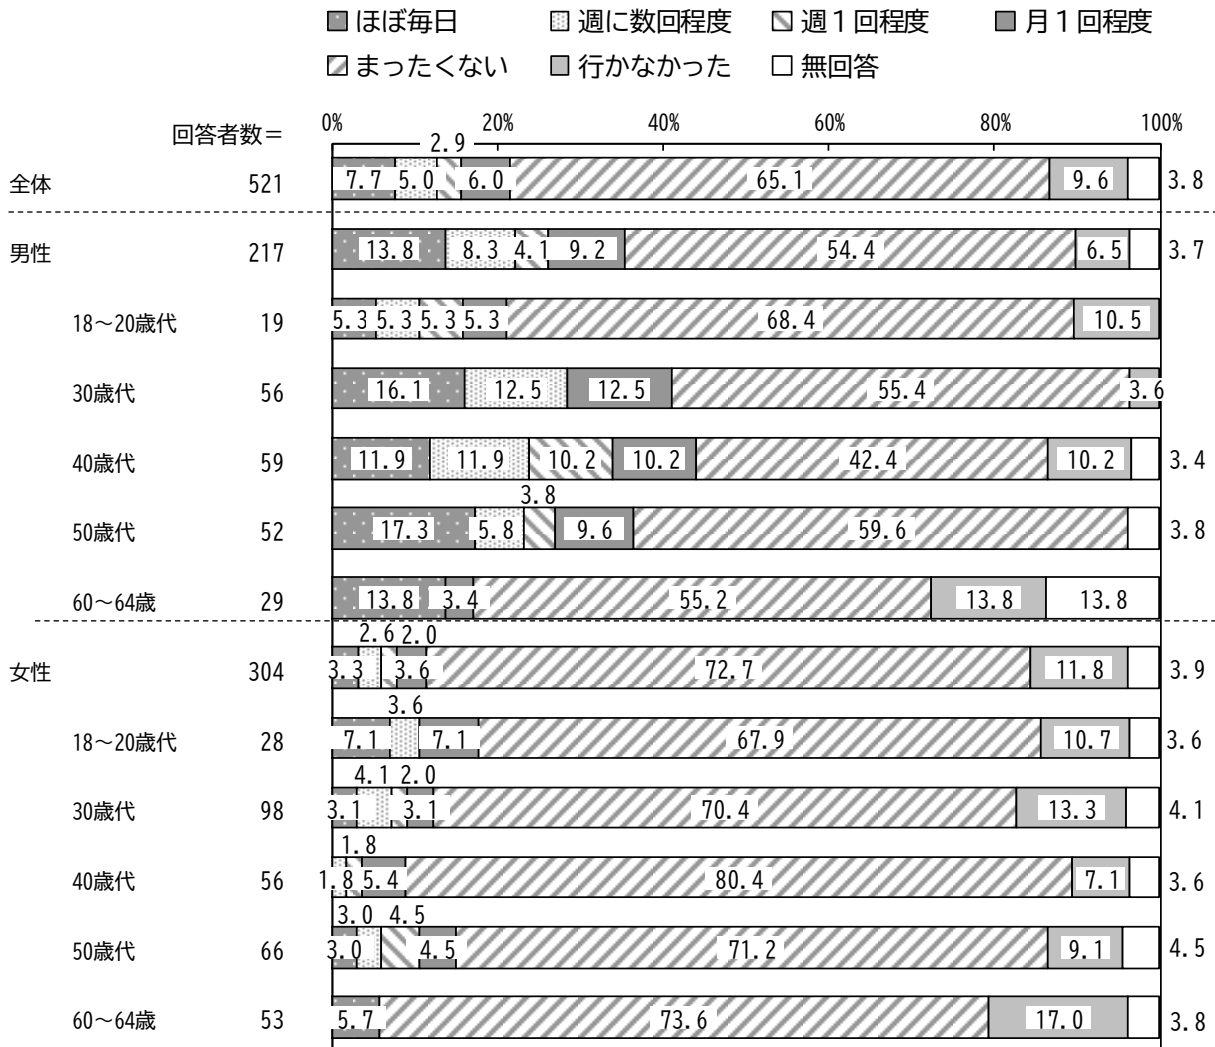 ほぼ毎日 週に数回程度 週１回程度 月１回程度
まったくない 行かなかった 無回答
回答者数＝ 0% 20% 40% 60% 80% 100%
2.9
全体 521 7.7 5.0 6.0 65.1 9.6 3.8
男性 217 13.8 8.3 4.1 9.2 54.4 6.5 3.7
18～20歳代 19 5.3 5.3 5.3 5.3 68.4 10.5
30歳代 56 16.1 12.5 12.5 55.4 3.6
40歳代 59 11.9 11.9 10.2 10.2 42.4 10.2 3.4
3.8
50歳代 52 17.3 5.8 9.6 59.6 3.8
60～64歳 29 13.8 3.4 55.2 13.8 13.8
2.6 2.0
女性 304 3.3 3.6 72.7 11.8 3.9
3.6
18～20歳代 28 7.1 7.1 67.9 10.7 3.6
4.1 2.0
30歳代 98 3.1 3.1 70.4 13.3 4.1
1.8
40歳代 56 1.8 5.4 80.4 7.1 3.6
3.0 4.5
50歳代 66 3.0 4.5 71.2 9.1 4.5
60～64歳 53 5.7 73.6 17.0 3.8